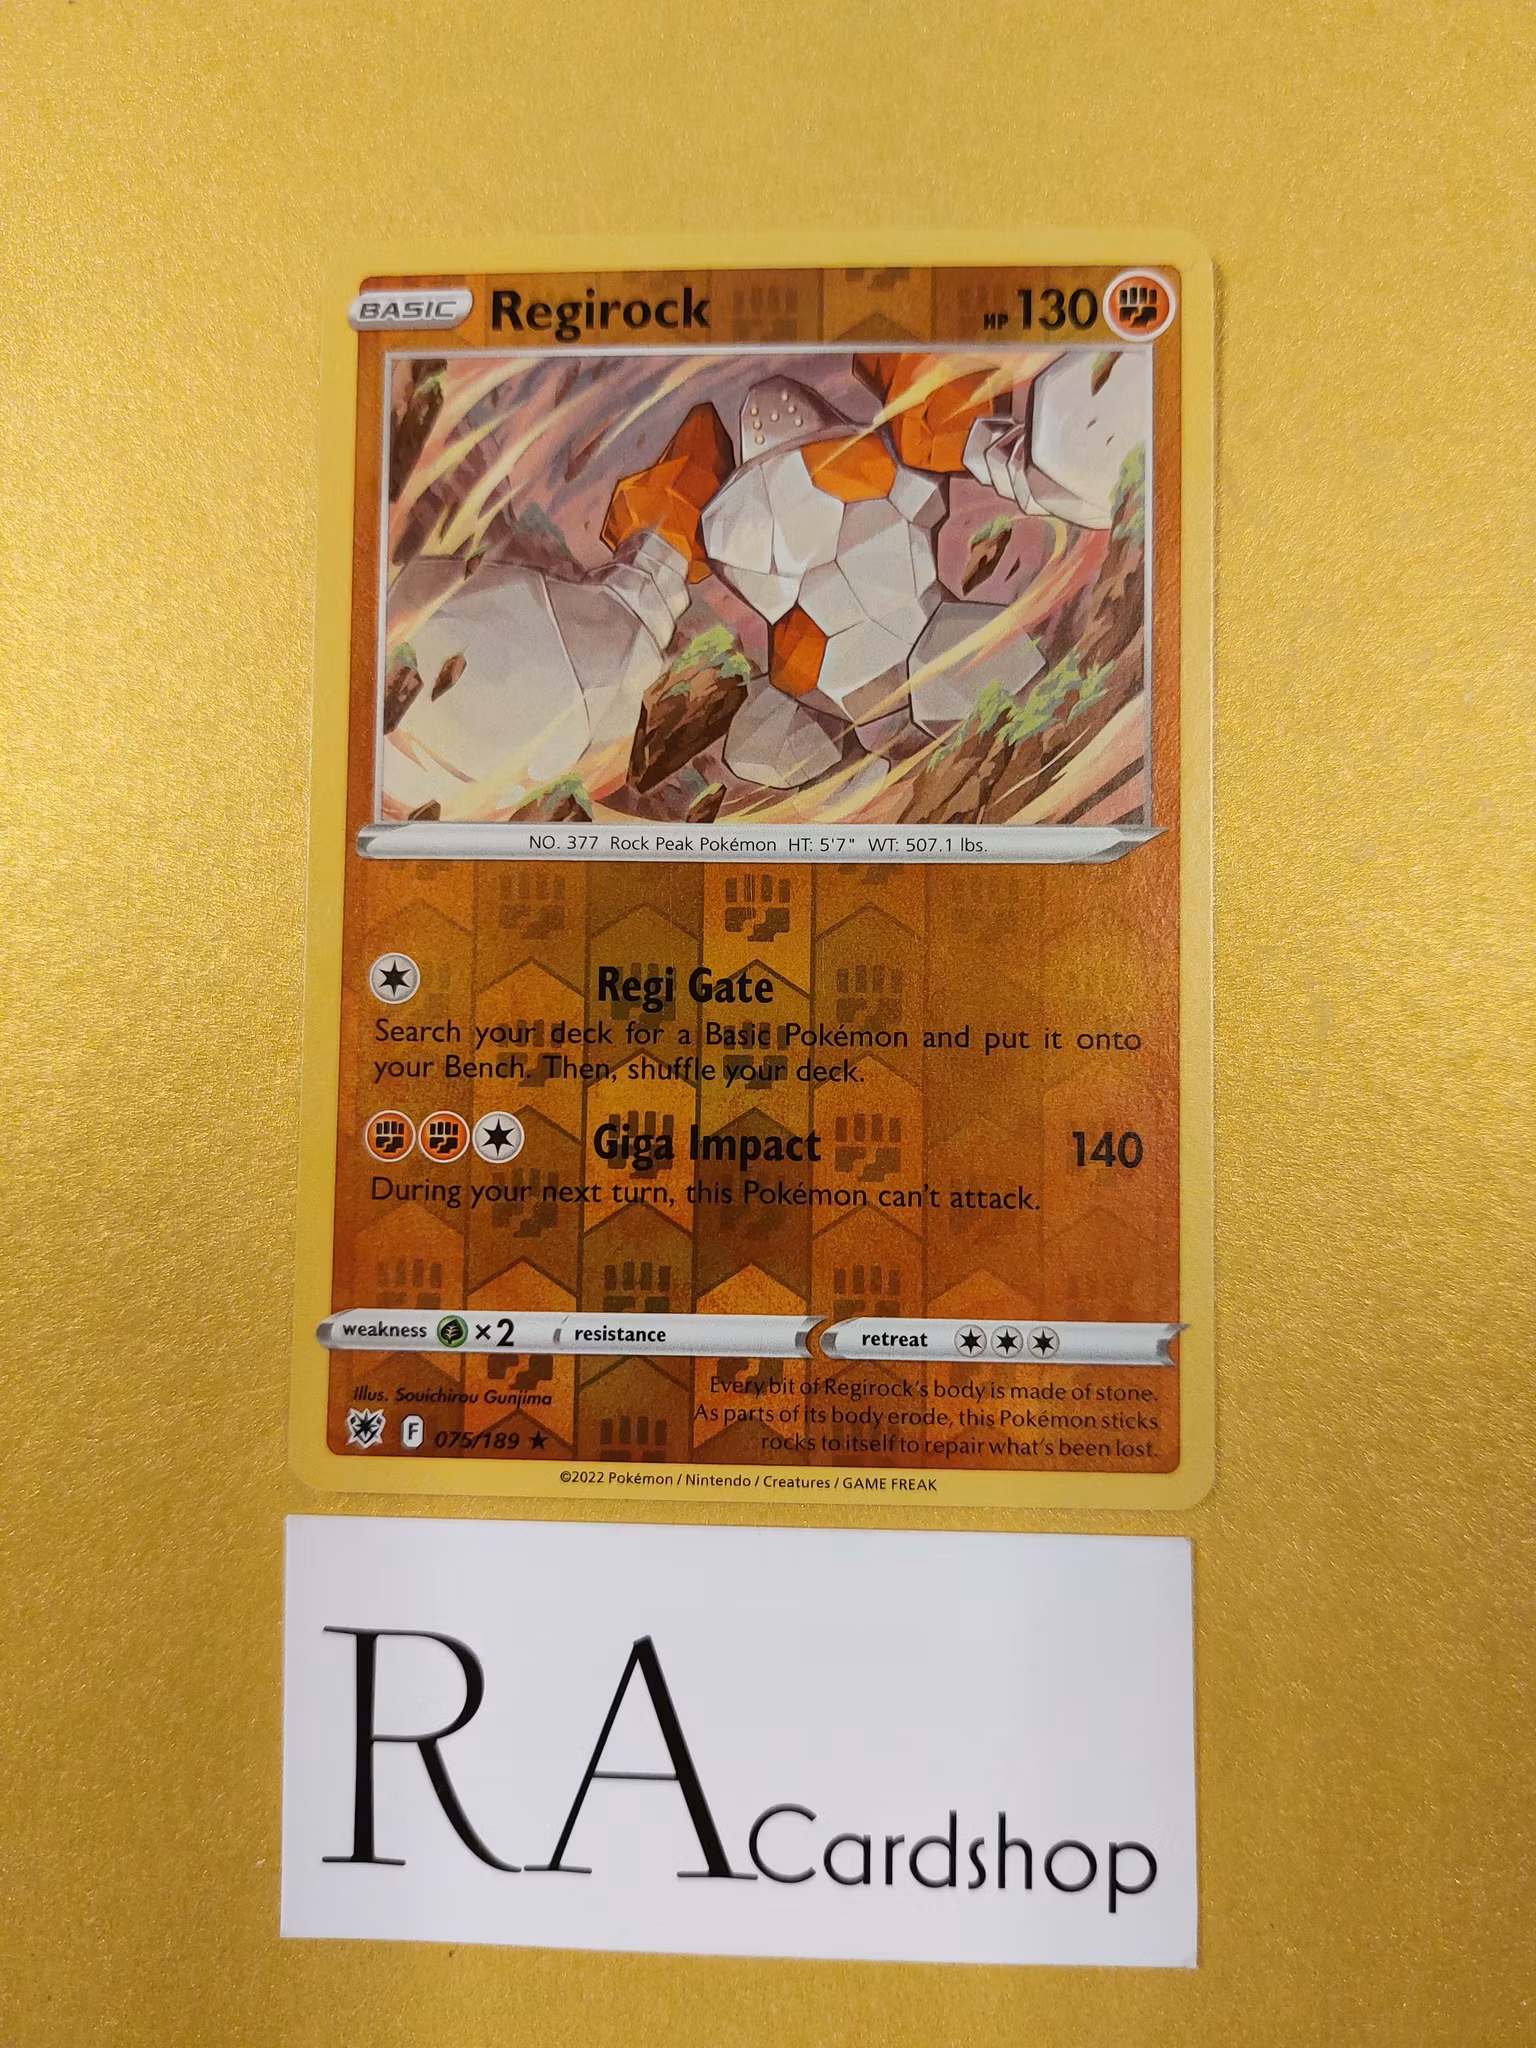 BASIC Regirock HP 130
NO. 377 Rock Peak Pokémon HT: 5'7" WT: 507.1 lbs.
Regi Gate
Search your deck for a Basic Pokémon and put it onto
your Bench. Then, shuffle your deck.
Giga Impact 140
During your next turn, this Pokémon can't attack.
weakness ×2 resistance retreat
Illus. Souichirou Gunjima
F 075/189 ★
Every bit of Regirock's body is made of stone.
As parts of its body erode, this Pokémon sticks
rocks to itself to repair what's been lost.
©2022 Pokémon / Nintendo / Creatures / GAME FREAK
RA Cardshop